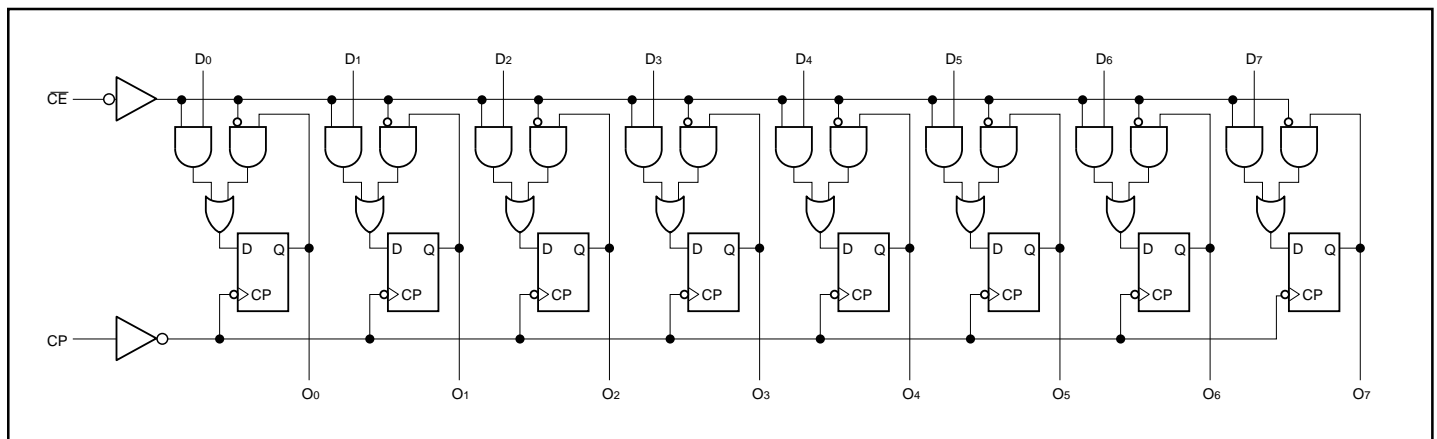 D0 D1 D2 D3 D4 D5 D6 D7
C̅E̅
D Q D Q D Q D Q D Q D Q D Q D Q
CP CP CP CP CP CP CP CP
CP
O0 O1 O2 O3 O4 O5 O6 O7